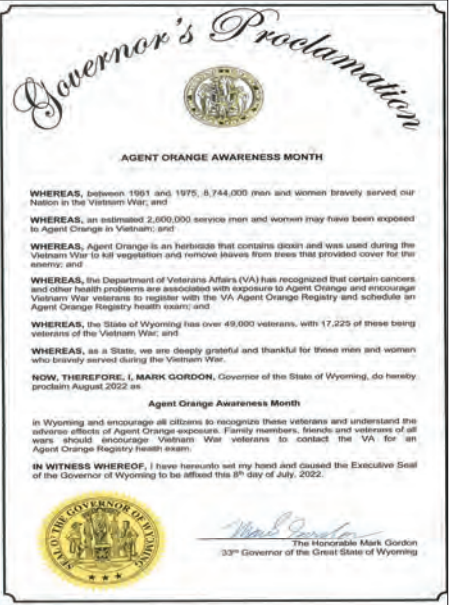 Governor's Proclamation
AGENT ORANGE AWARENESS MONTH
WHEREAS, between 1961 and 1975, 8,744,000 men and women bravely served our
Nation in the Vietnam War; and
WHEREAS, an estimated 2,600,000 service men and women may have been exposed
to Agent Orange in Vietnam; and
WHEREAS, Agent Orange is an herbicide that contains dioxin and was used during the
Vietnam War to kill vegetation and remove leaves from trees that provided cover for the
enemy; and
WHEREAS, the Department of Veterans Affairs (VA) has recognized that certain cancers
and other health problems are associated with exposure to Agent Orange and encourage
Vietnam War veterans to register with the VA Agent Orange Registry and schedule an
Agent Orange Registry health exam; and
WHEREAS, the State of Wyoming has over 49,000 veterans, with 17,225 of these being
veterans of the Vietnam War; and
WHEREAS, as a State, we are deeply grateful and thankful for those men and women
who bravely served during the Vietnam War.
NOW, THEREFORE, I, MARK GORDON, Governor of the State of Wyoming, do hereby
proclaim August 2022 as
Agent Orange Awareness Month
in Wyoming and encourage all citizens to recognize these veterans and understand the
adverse effects of Agent Orange exposure. Family members, friends and veterans of all
wars should encourage Vietnam War veterans to contact the VA for an
Agent Orange Registry health exam.
IN WITNESS WHEREOF, I have hereunto set my hand and caused the Executive Seal
of the Governor of Wyoming to be affixed this 8th day of July, 2022.
SEAL OF THE GOVERNOR OF WYOMING
Mark Gordon
The Honorable Mark Gordon
33rd Governor of the Great State of Wyoming